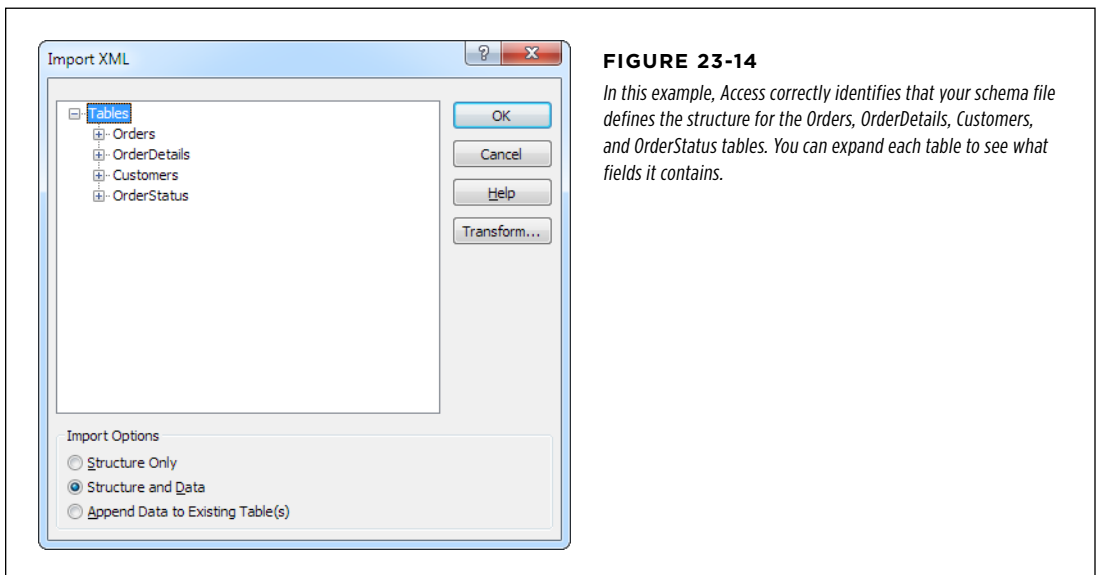 Import XML
Tables
Orders
OrderDetails
Customers
OrderStatus
OK
Cancel
Help
Transform...
Import Options
Structure Only
Structure and Data
Append Data to Existing Table(s)
FIGURE 23-14
In this example, Access correctly identifies that your schema file
defines the structure for the Orders, OrderDetails, Customers,
and OrderStatus tables. You can expand each table to see what
fields it contains.